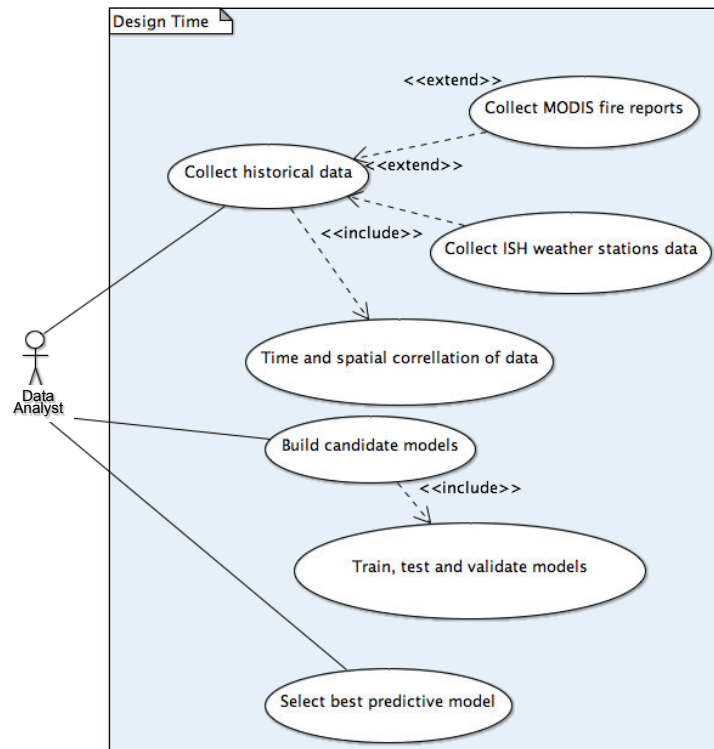 Design Time
<<extend>>
Collect MODIS fire reports
<<extend>>
Collect historical data
<<include>>
Collect ISH weather stations data
Time and spatial correllation of data
Data
Analyst
Build candidate models
<<include>>
Train, test and validate models
Select best predictive model